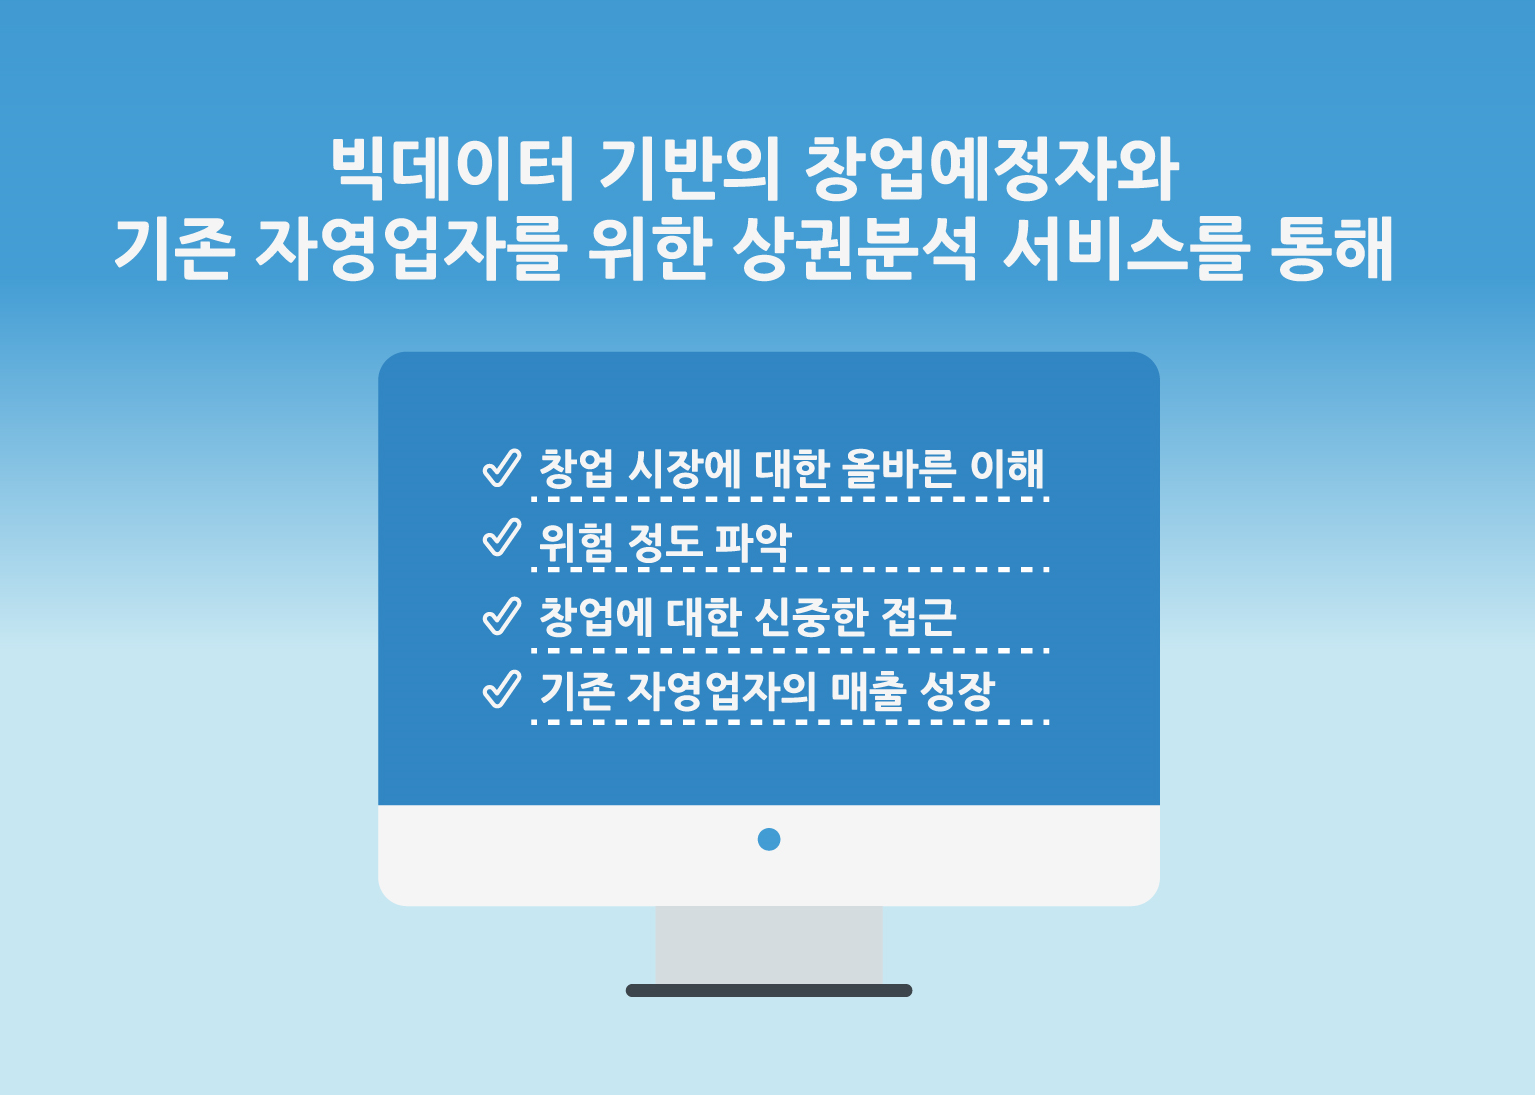 빅데이터 기반의 창업예정자와
기존 자영업자를 위한 상권분석 서비스를 통해
창업 시장에 대한 올바른 이해
위험 정도 파악
창업에 대한 신중한 접근
기존 자영업자의 매출 성장